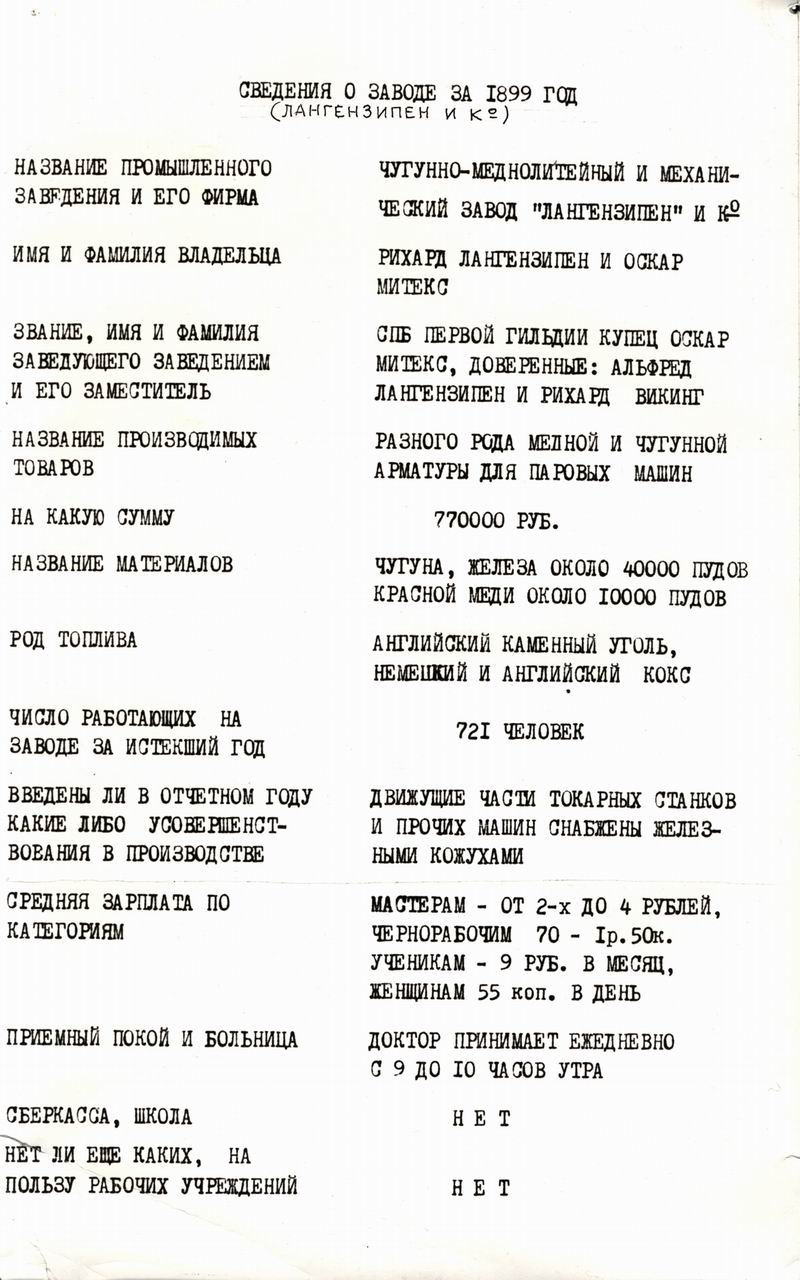 СВЕДЕНИЯ О ЗАВОДЕ ЗА 1899 ГОД
(ЛАНГЕНЗИПЕН И Кº)
НАЗВАНИЕ ПРОМЫШЛЕННОГО
ЗАВЕДЕНИЯ И ЕГО ФИРМА
ЧУГУННО-МЕДНОЛИТЕЙНЫЙ И МЕХАНИ-
ЧЕСКИЙ ЗАВОД "ЛАНГЕНЗИПЕН" И Кº
ИМЯ И ФАМИЛИЯ ВЛАДЕЛЬЦА
РИХАРД ЛАНГЕНЗИПЕН И ОСКАР
МИТЕКС
ЗВАНИЕ, ИМЯ И ФАМИЛИЯ
ЗАВЕДУЮЩЕГО ЗАВЕДЕНИЕМ
И ЕГО ЗАМЕСТИТЕЛЬ
СПБ ПЕРВОЙ ГИЛЬДИИ КУПЕЦ ОСКАР
МИТЕКС, ДОВЕРЕННЫЕ: АЛЬФРЕД
ЛАНГЕНЗИПЕН И РИХАРД ВИКИНГ
НАЗВАНИЕ ПРОИЗВОДИМЫХ
ТОВАРОВ
РАЗНОГО РОДА МЕДНОЙ И ЧУГУННОЙ
АРМАТУРЫ ДЛЯ ПАРОВЫХ МАШИН
НА КАКУЮ СУММУ
770000 РУБ.
НАЗВАНИЕ МАТЕРИАЛОВ
ЧУГУНА, ЖЕЛЕЗА ОКОЛО 40000 ПУДОВ
КРАСНОЙ МЕДИ ОКОЛО 10000 ПУДОВ
РОД ТОПЛИВА
АНГЛИЙСКИЙ КАМЕННЫЙ УГОЛЬ,
НЕМЕЦКИЙ И АНГЛИЙСКИЙ КОКС
ЧИСЛО РАБОТАЮЩИХ НА
ЗАВОДЕ ЗА ИСТЕКШИЙ ГОД
721 ЧЕЛОВЕК
ВВЕДЕНЫ ЛИ В ОТЧЕТНОМ ГОДУ
КАКИЕ ЛИБО УСОВЕРШЕНСТ-
ВОВАНИЯ В ПРОИЗВОДСТВЕ
ДВИЖУЩИЕ ЧАСТИ ТОКАРНЫХ СТАНКОВ
И ПРОЧИХ МАШИН СНАБЖЕНЫ ЖЕЛЕЗ-
НЫМИ КОЖУХАМИ
СРЕДНЯЯ ЗАРПЛАТА ПО
КАТЕГОРИЯМ
МАСТЕРАМ - ОТ 2-х ДО 4 РУБЛЕЙ,
ЧЕРНОРАБОЧИМ 70 - 1р.50к.
УЧЕНИКАМ - 9 РУБ. В МЕСЯЦ,
ЖЕНЩИНАМ 55 коп. В ДЕНЬ
ПРИЕМНЫЙ ПОКОЙ И БОЛЬНИЦА
ДОКТОР ПРИНИМАЕТ ЕЖЕДНЕВНО
С 9 ДО 10 ЧАСОВ УТРА
СБЕРКАССА, ШКОЛА
Н Е Т
НЕТ ЛИ ЕЩЕ КАКИХ, НА
ПОЛЬЗУ РАБОЧИХ УЧРЕЖДЕНИЙ
Н Е Т